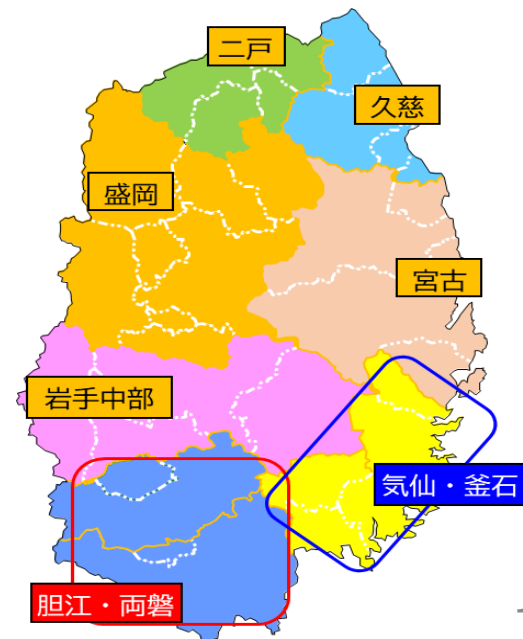 二戸
久慈
盛岡
宮古
岩手中部
気仙・釜石
胆江・両磐